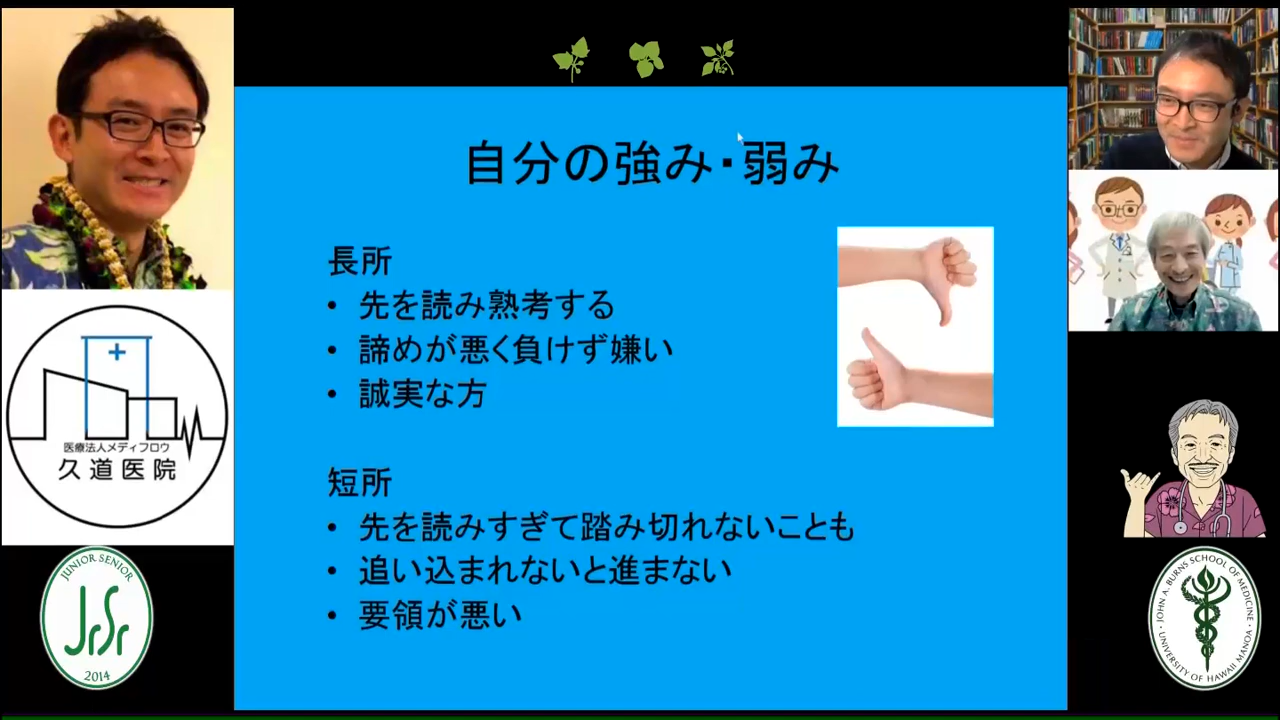 自分の強み・弱み
長所
• 先を読み熟考する
• 諦めが悪く負けず嫌い
• 誠実な方
短所
• 先を読みすぎて踏み切れないことも
• 追い込まれないと進まない
• 要領が悪い
医療法人メディフロウ
久道医院
JUNIOR SENIOR
JrSr
2014
JOHN A. BURNS SCHOOL OF MEDICINE
UNIVERSITY OF HAWAII MANOA